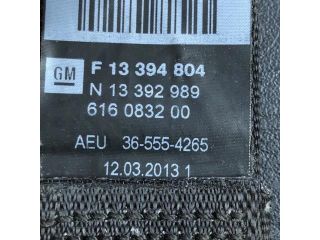 GM F 13 394 804
N 13 392 989
616 0832 00
AEU 36-555-4265
12.03.2013 1